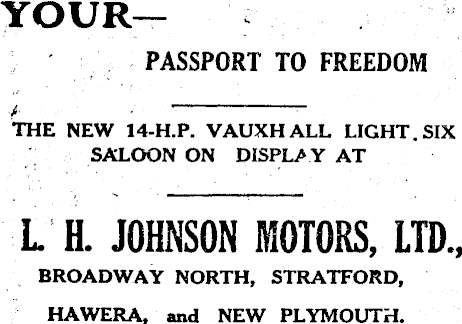 YOUR—
PASSPORT TO FREEDOM
THE NEW 14-H.P. VAUXHALL LIGHT SIX
SALOON ON DISPLAY AT
L. H. JOHNSON MOTORS, LTD.,
BROADWAY NORTH, STRATFORD,
HAWERA, and NEW PLYMOUTH.